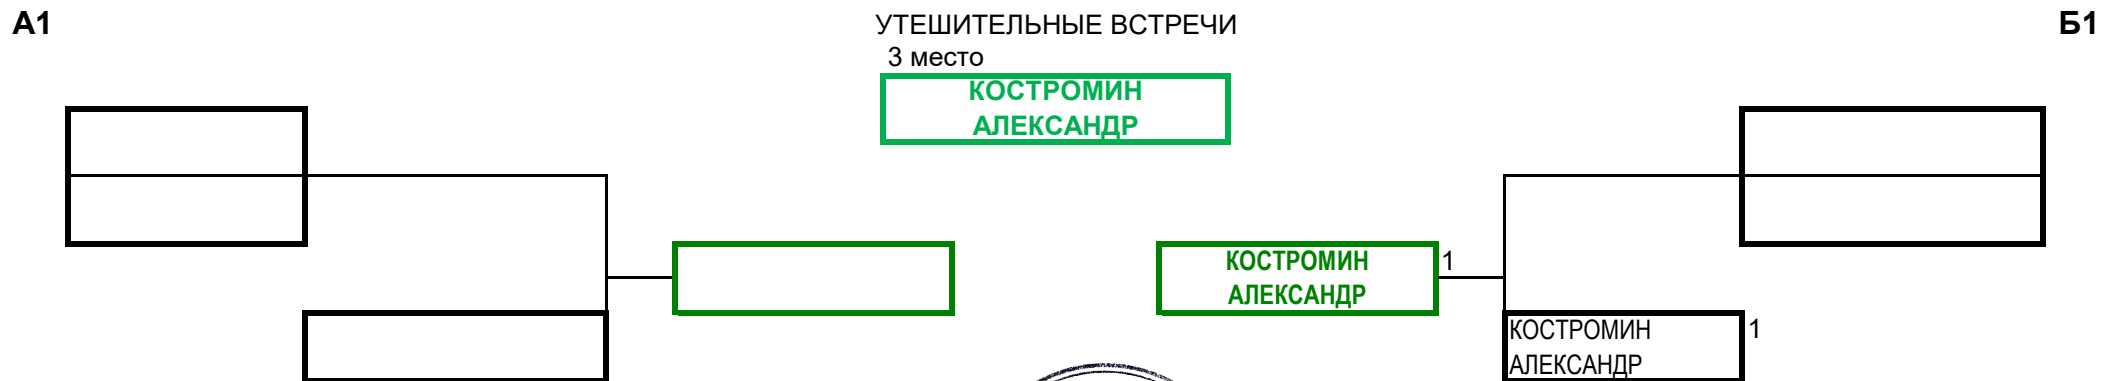 А1
УТЕШИТЕЛЬНЫЕ ВСТРЕЧИ
Б1
3 место
КОСТРОМИН
АЛЕКСАНДР
КОСТРОМИН
АЛЕКСАНДР
1
КОСТРОМИН
АЛЕКСАНДР
1